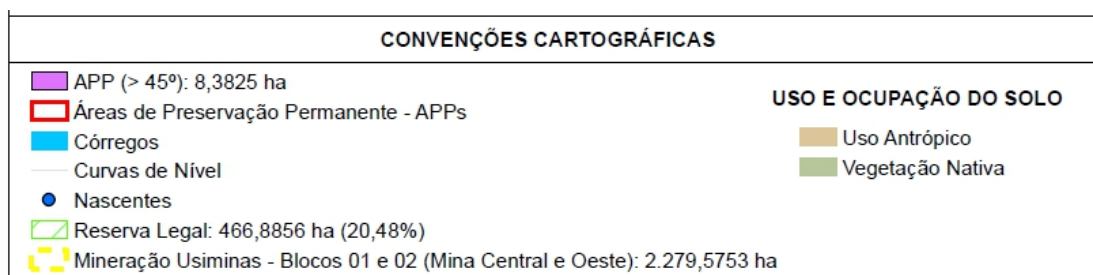 CONVENÇÕES CARTOGRÁFICAS
APP (> 45º): 8,3825 ha
Áreas de Preservação Permanente - APPs
Córregos
Curvas de Nível
Nascentes
Reserva Legal: 466,8856 ha (20,48%)
Mineração Usiminas - Blocos 01 e 02 (Mina Central e Oeste): 2.279,5753 ha
USO E OCUPAÇÃO DO SOLO
Uso Antrópico
Vegetação Nativa